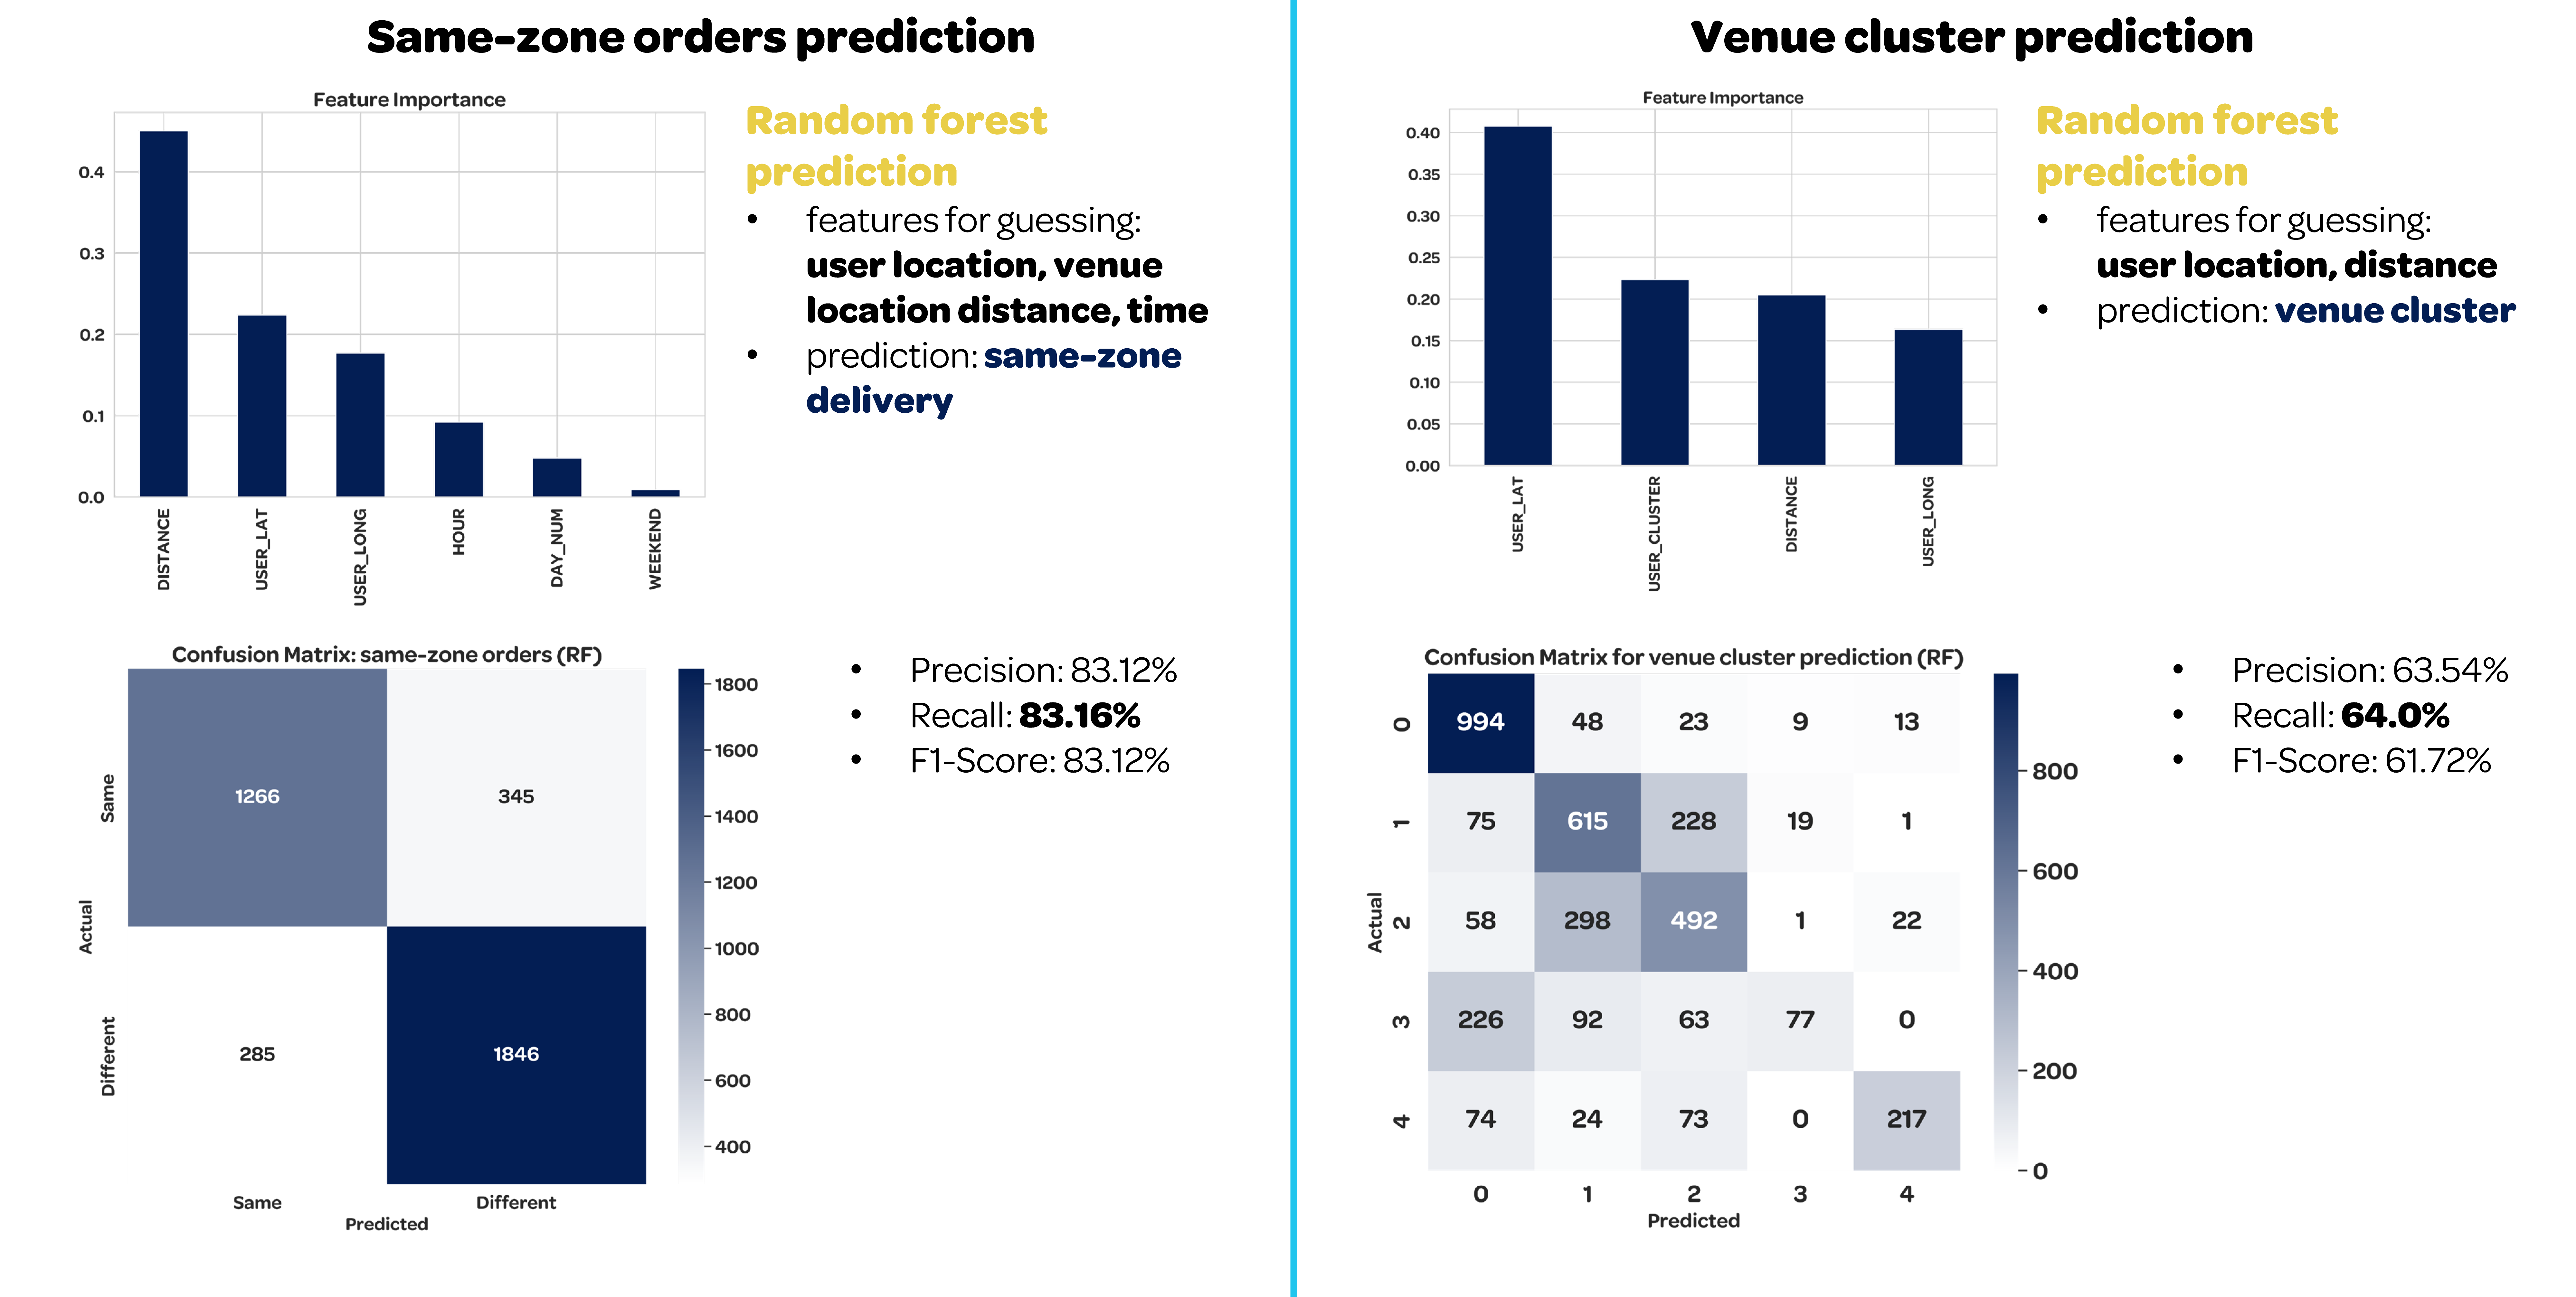 Same-zone orders prediction
Feature Importance
0.4
0.3
0.2
0.1
0.0
DISTANCE
USER_LAT
USER_LONG
HOUR
DAY_NUM
WEEKEND
Random forest
prediction
• features for guessing:
user location, venue
location distance, time
• prediction: same-zone
delivery
Confusion Matrix: same-zone orders (RF)
Actual
Same
1266
345
Different
285
1846
Same
Different
Predicted
1800
1600
1400
1200
1000
800
600
400
• Precision: 83.12%
• Recall: 83.16%
• F1-Score: 83.12%
Venue cluster prediction
Feature Importance
0.40
0.35
0.30
0.25
0.20
0.15
0.10
0.05
0.00
USER_LAT
USER_CLUSTER
DISTANCE
USER_LONG
Random forest
prediction
• features for guessing:
user location, distance
• prediction: venue cluster
Confusion Matrix for venue cluster prediction (RF)
Actual
0 994 48 23 9 13
1 75 615 228 19 1
2 58 298 492 1 22
3 226 92 63 77 0
4 74 24 73 0 217
0 1 2 3 4
Predicted
800
600
400
200
0
• Precision: 63.54%
• Recall: 64.0%
• F1-Score: 61.72%